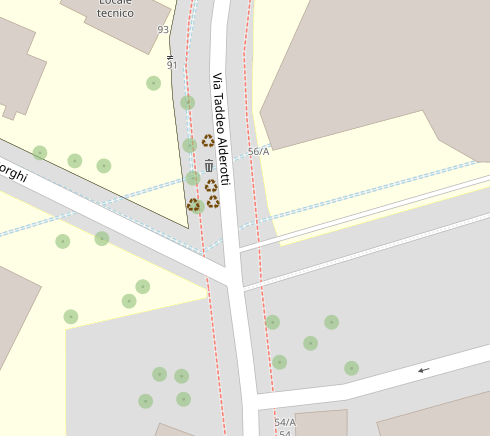 Locale
tecnico
93
91
Via Taddeo Alderotti
56/A
orghi
54/A
54